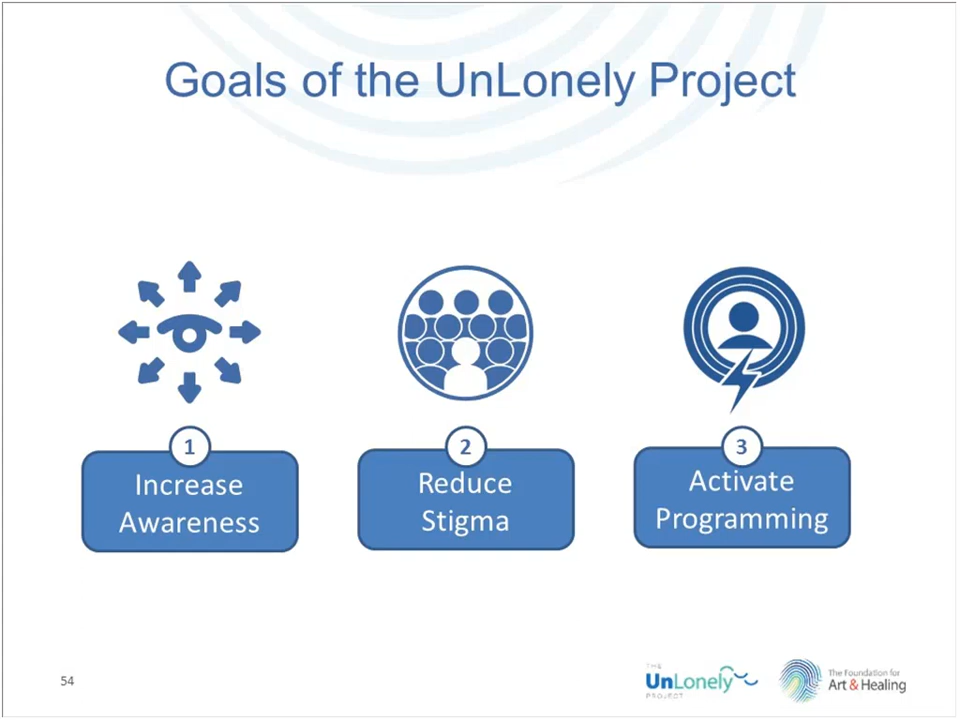 Goals of the UnLonely Project
1
Increase
Awareness
2
Reduce
Stigma
3
Activate
Programming
54
THE
UnLonely
PROJECT
The Foundation for
Art & Healing